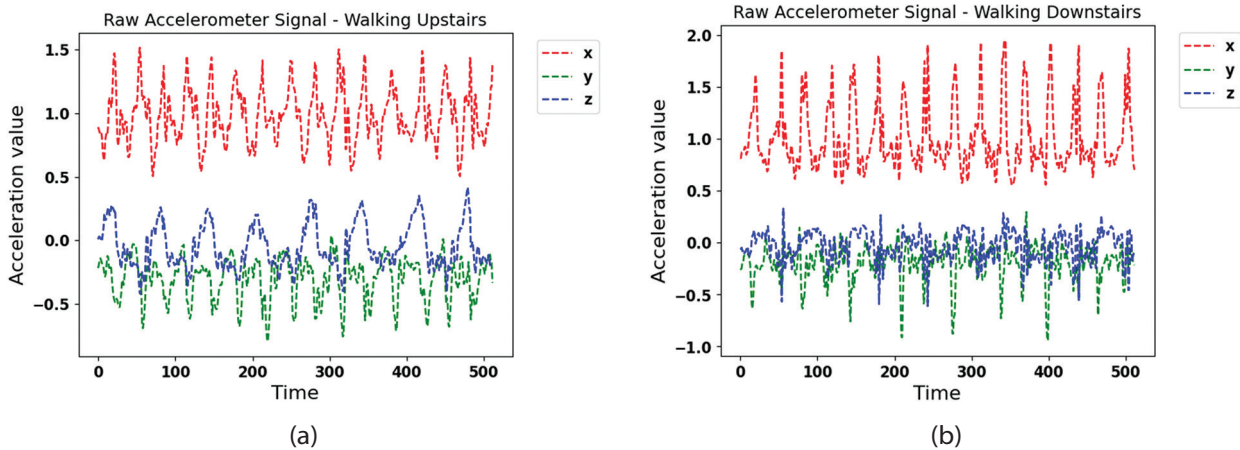 Raw Accelerometer Signal - Walking Upstairs
Acceleration value
1.5
1.0
0.5
0.0
−0.5
0 100 200 300 400 500
Time
x
y
z
(a)
Raw Accelerometer Signal - Walking Downstairs
Acceleration value
2.0
1.5
1.0
0.5
0.0
−0.5
−1.0
0 100 200 300 400 500
Time
x
y
z
(b)